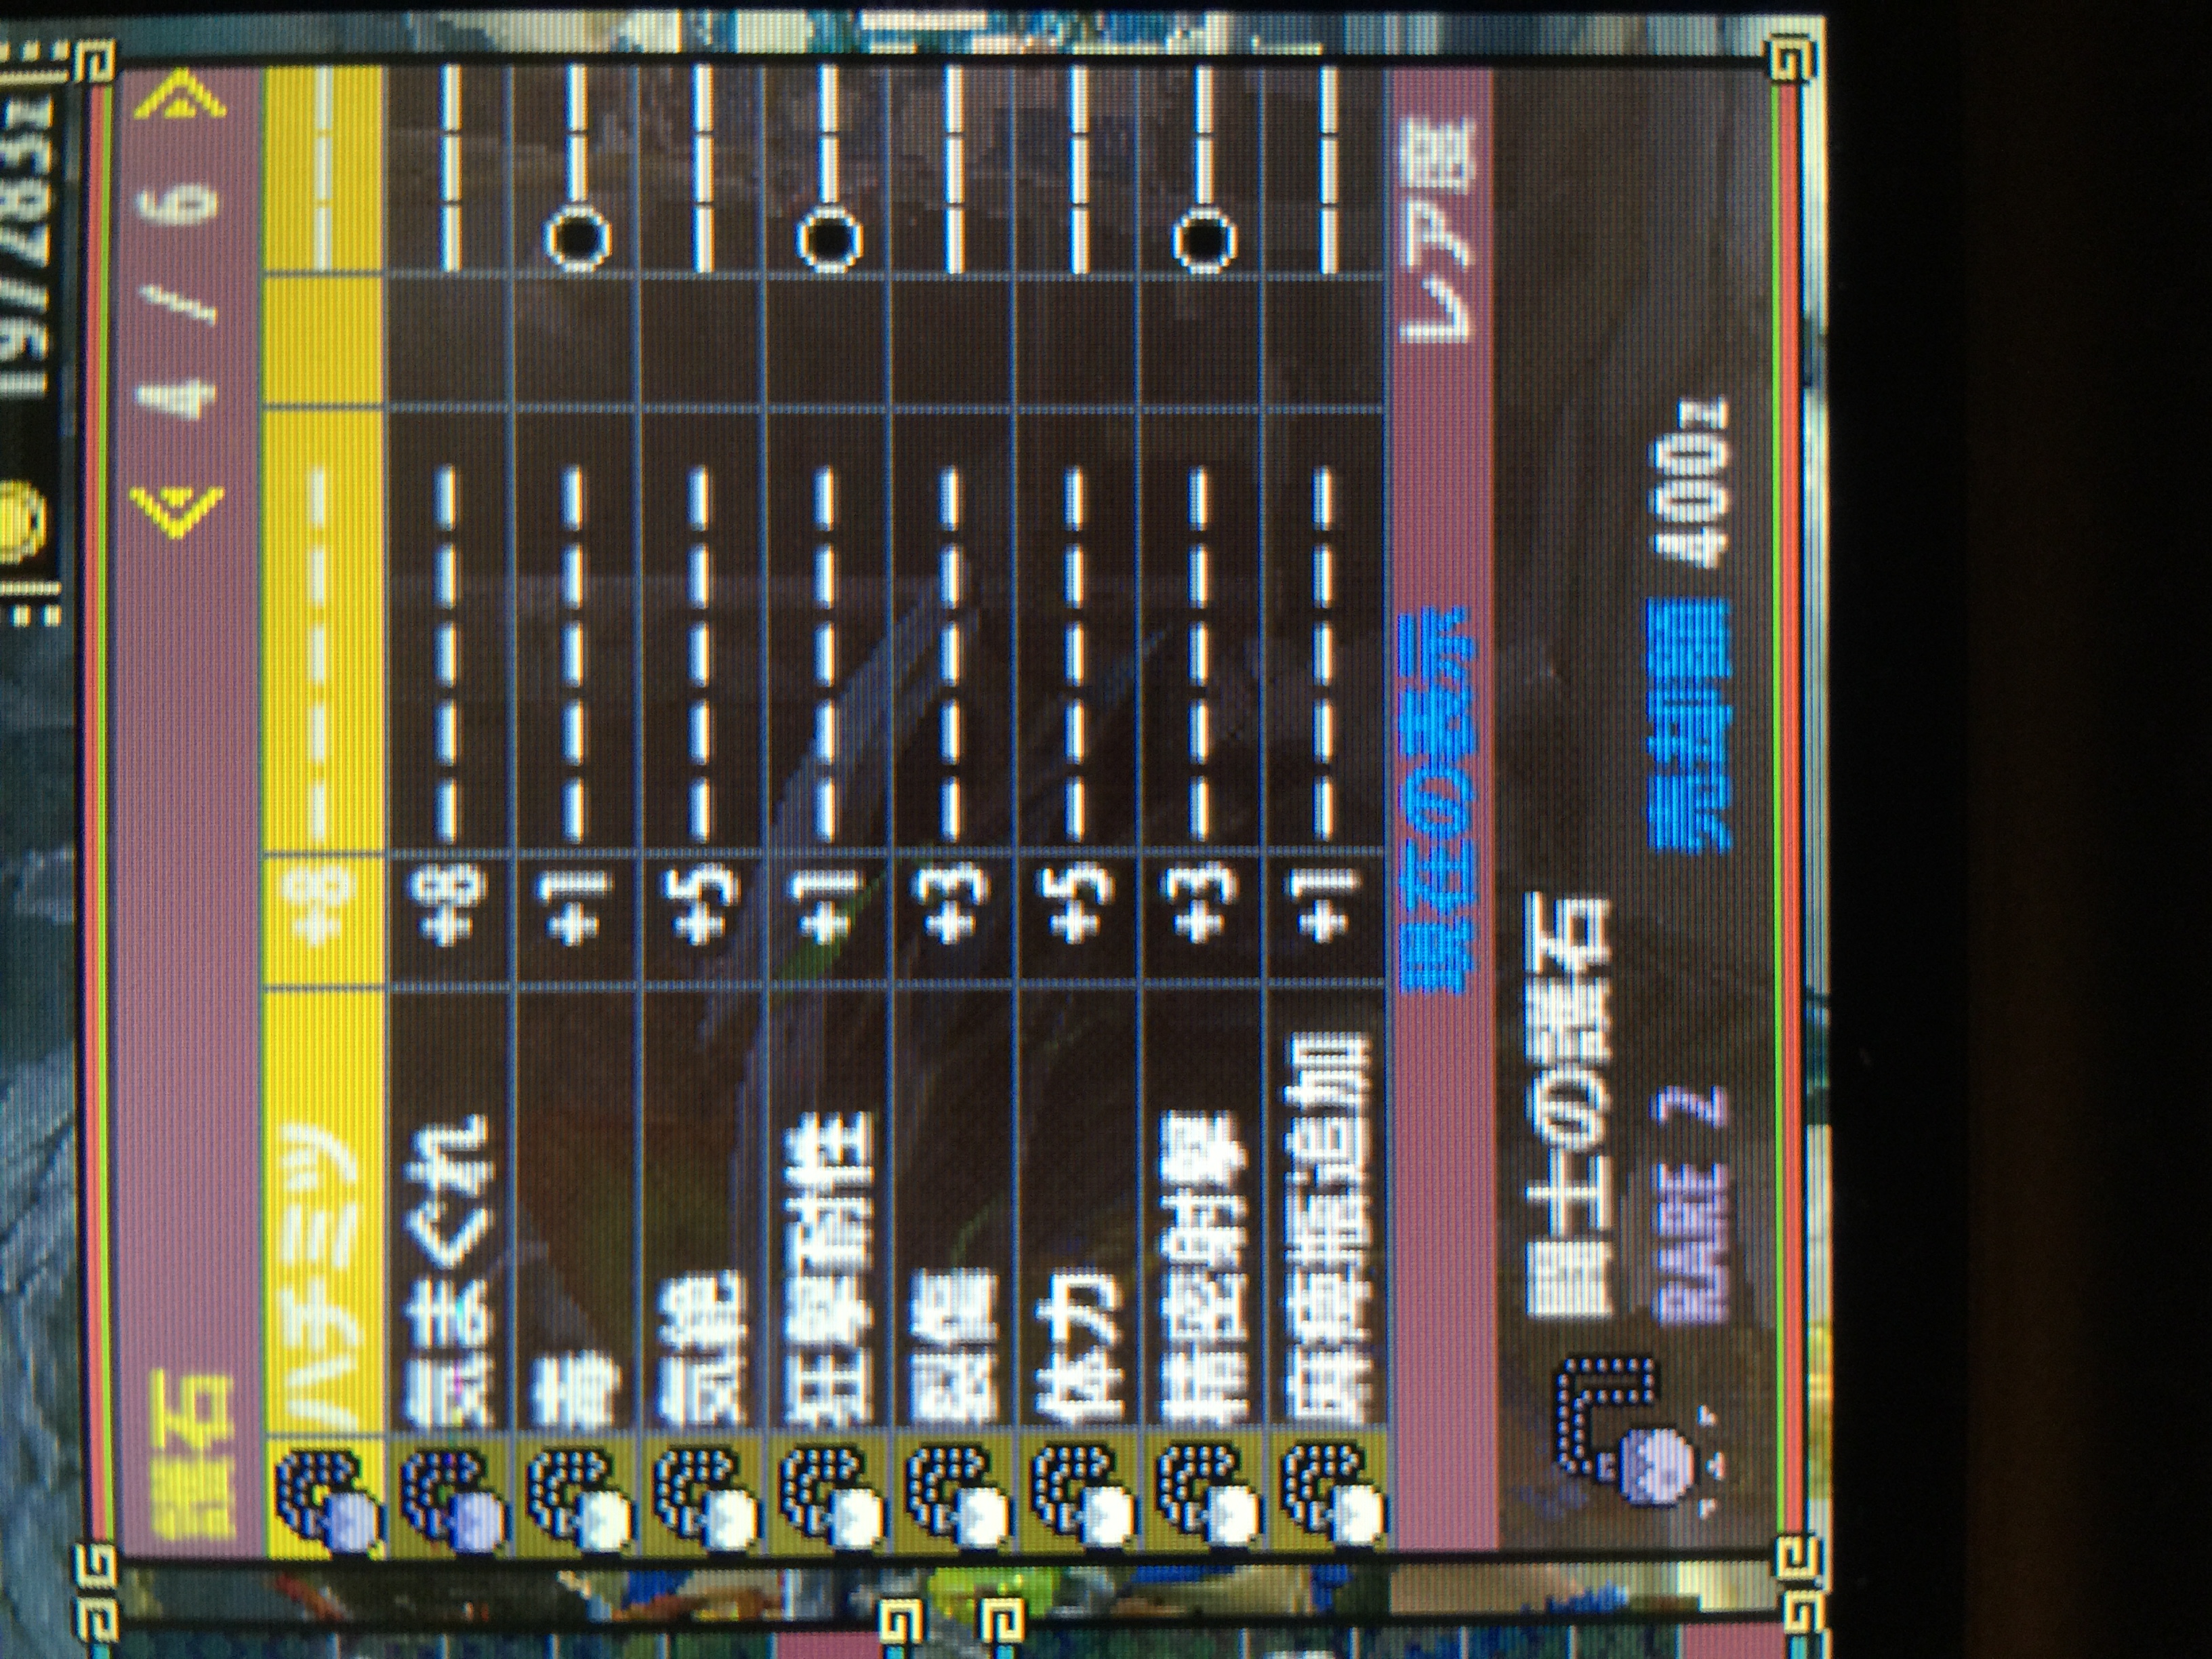 197283z
護石 4 / 6
ハチミツ +8 ----- ---
気まぐれ +8 ----- ---
毒 +1 ----- ○--
気絶 +5 ----- ---
狂撃耐性 +1 ----- ○--
裂傷 +3 ----- ---
体力 +5 ----- ---
精密射撃 +3 ----- ○--
麻痺瓶追加 +1 ----- ---
現在の表示 レア度
闘士の護石
RARE 2 売却額 400z